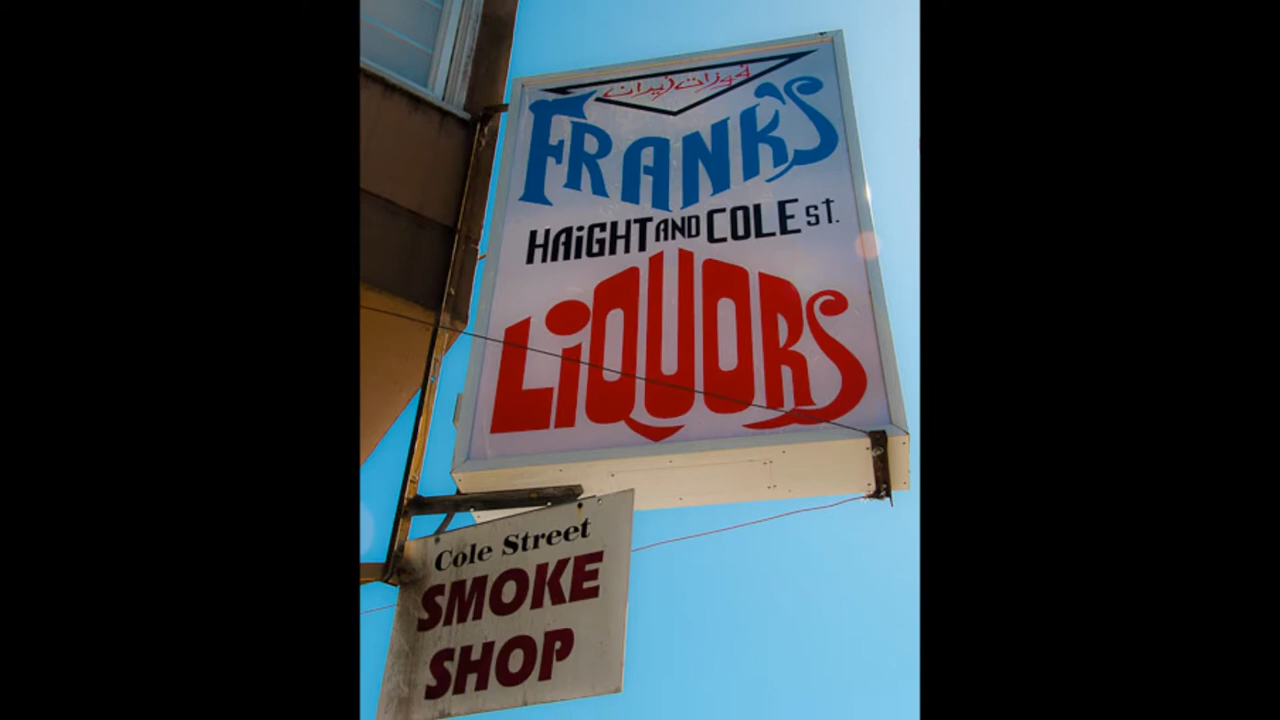 FRANK'S
HAiGHT AND COLE ST.
LiQUORS
Cole Street
SMOKE
SHOP